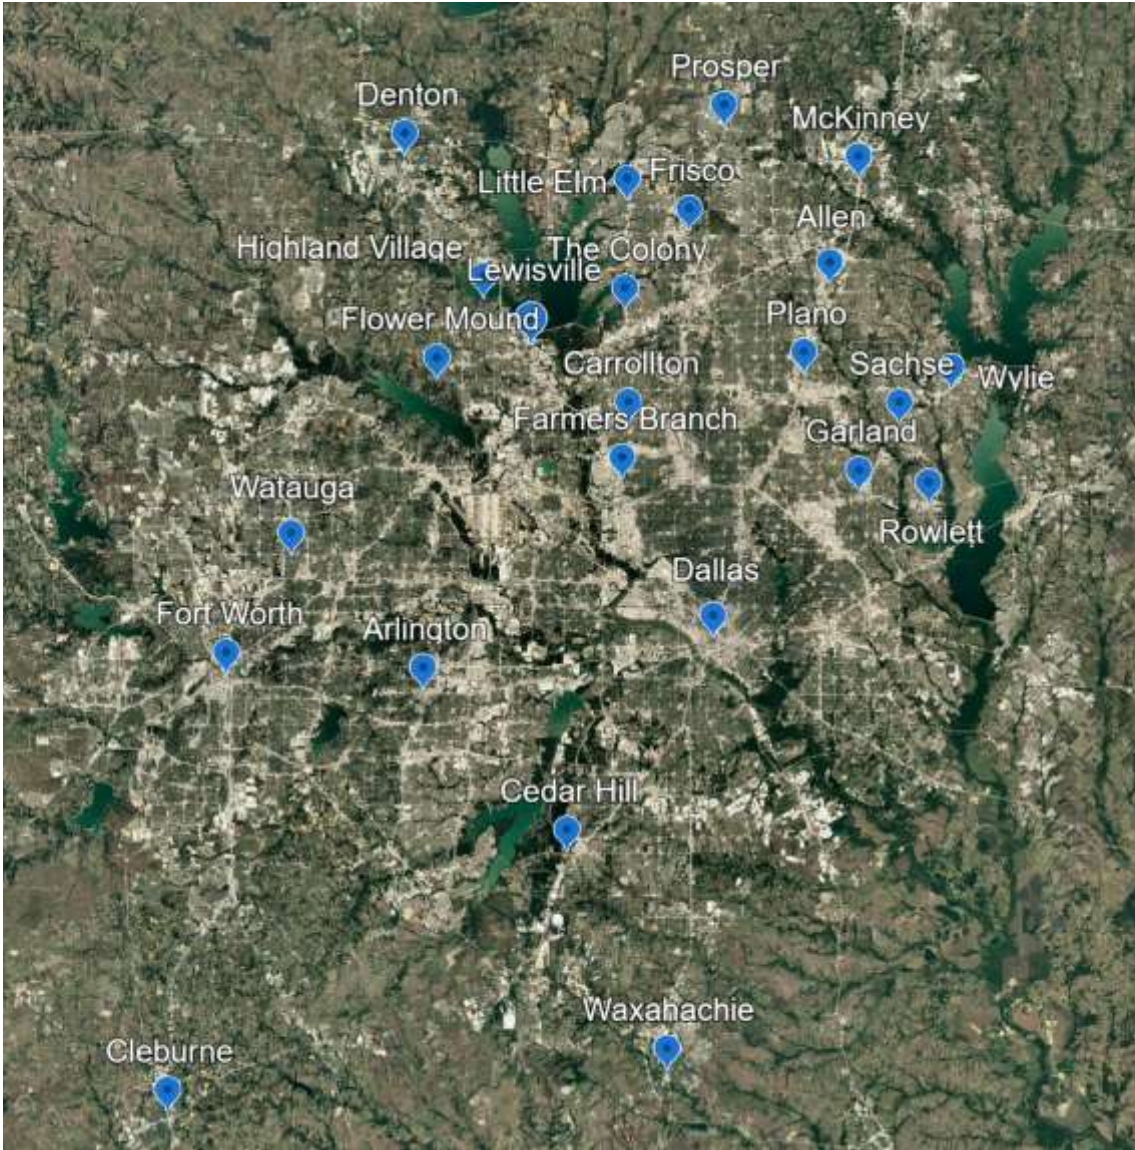 Prosper
Denton
McKinney
Little Elm
Frisco
Allen
Highland Village
The Colony
Lewisville
Flower Mound
Plano
Carrollton
Sachse
Wylie
Farmers Branch
Garland
Watauga
Rowlett
Dallas
Fort Worth
Arlington
Cedar Hill
Waxahachie
Cleburne